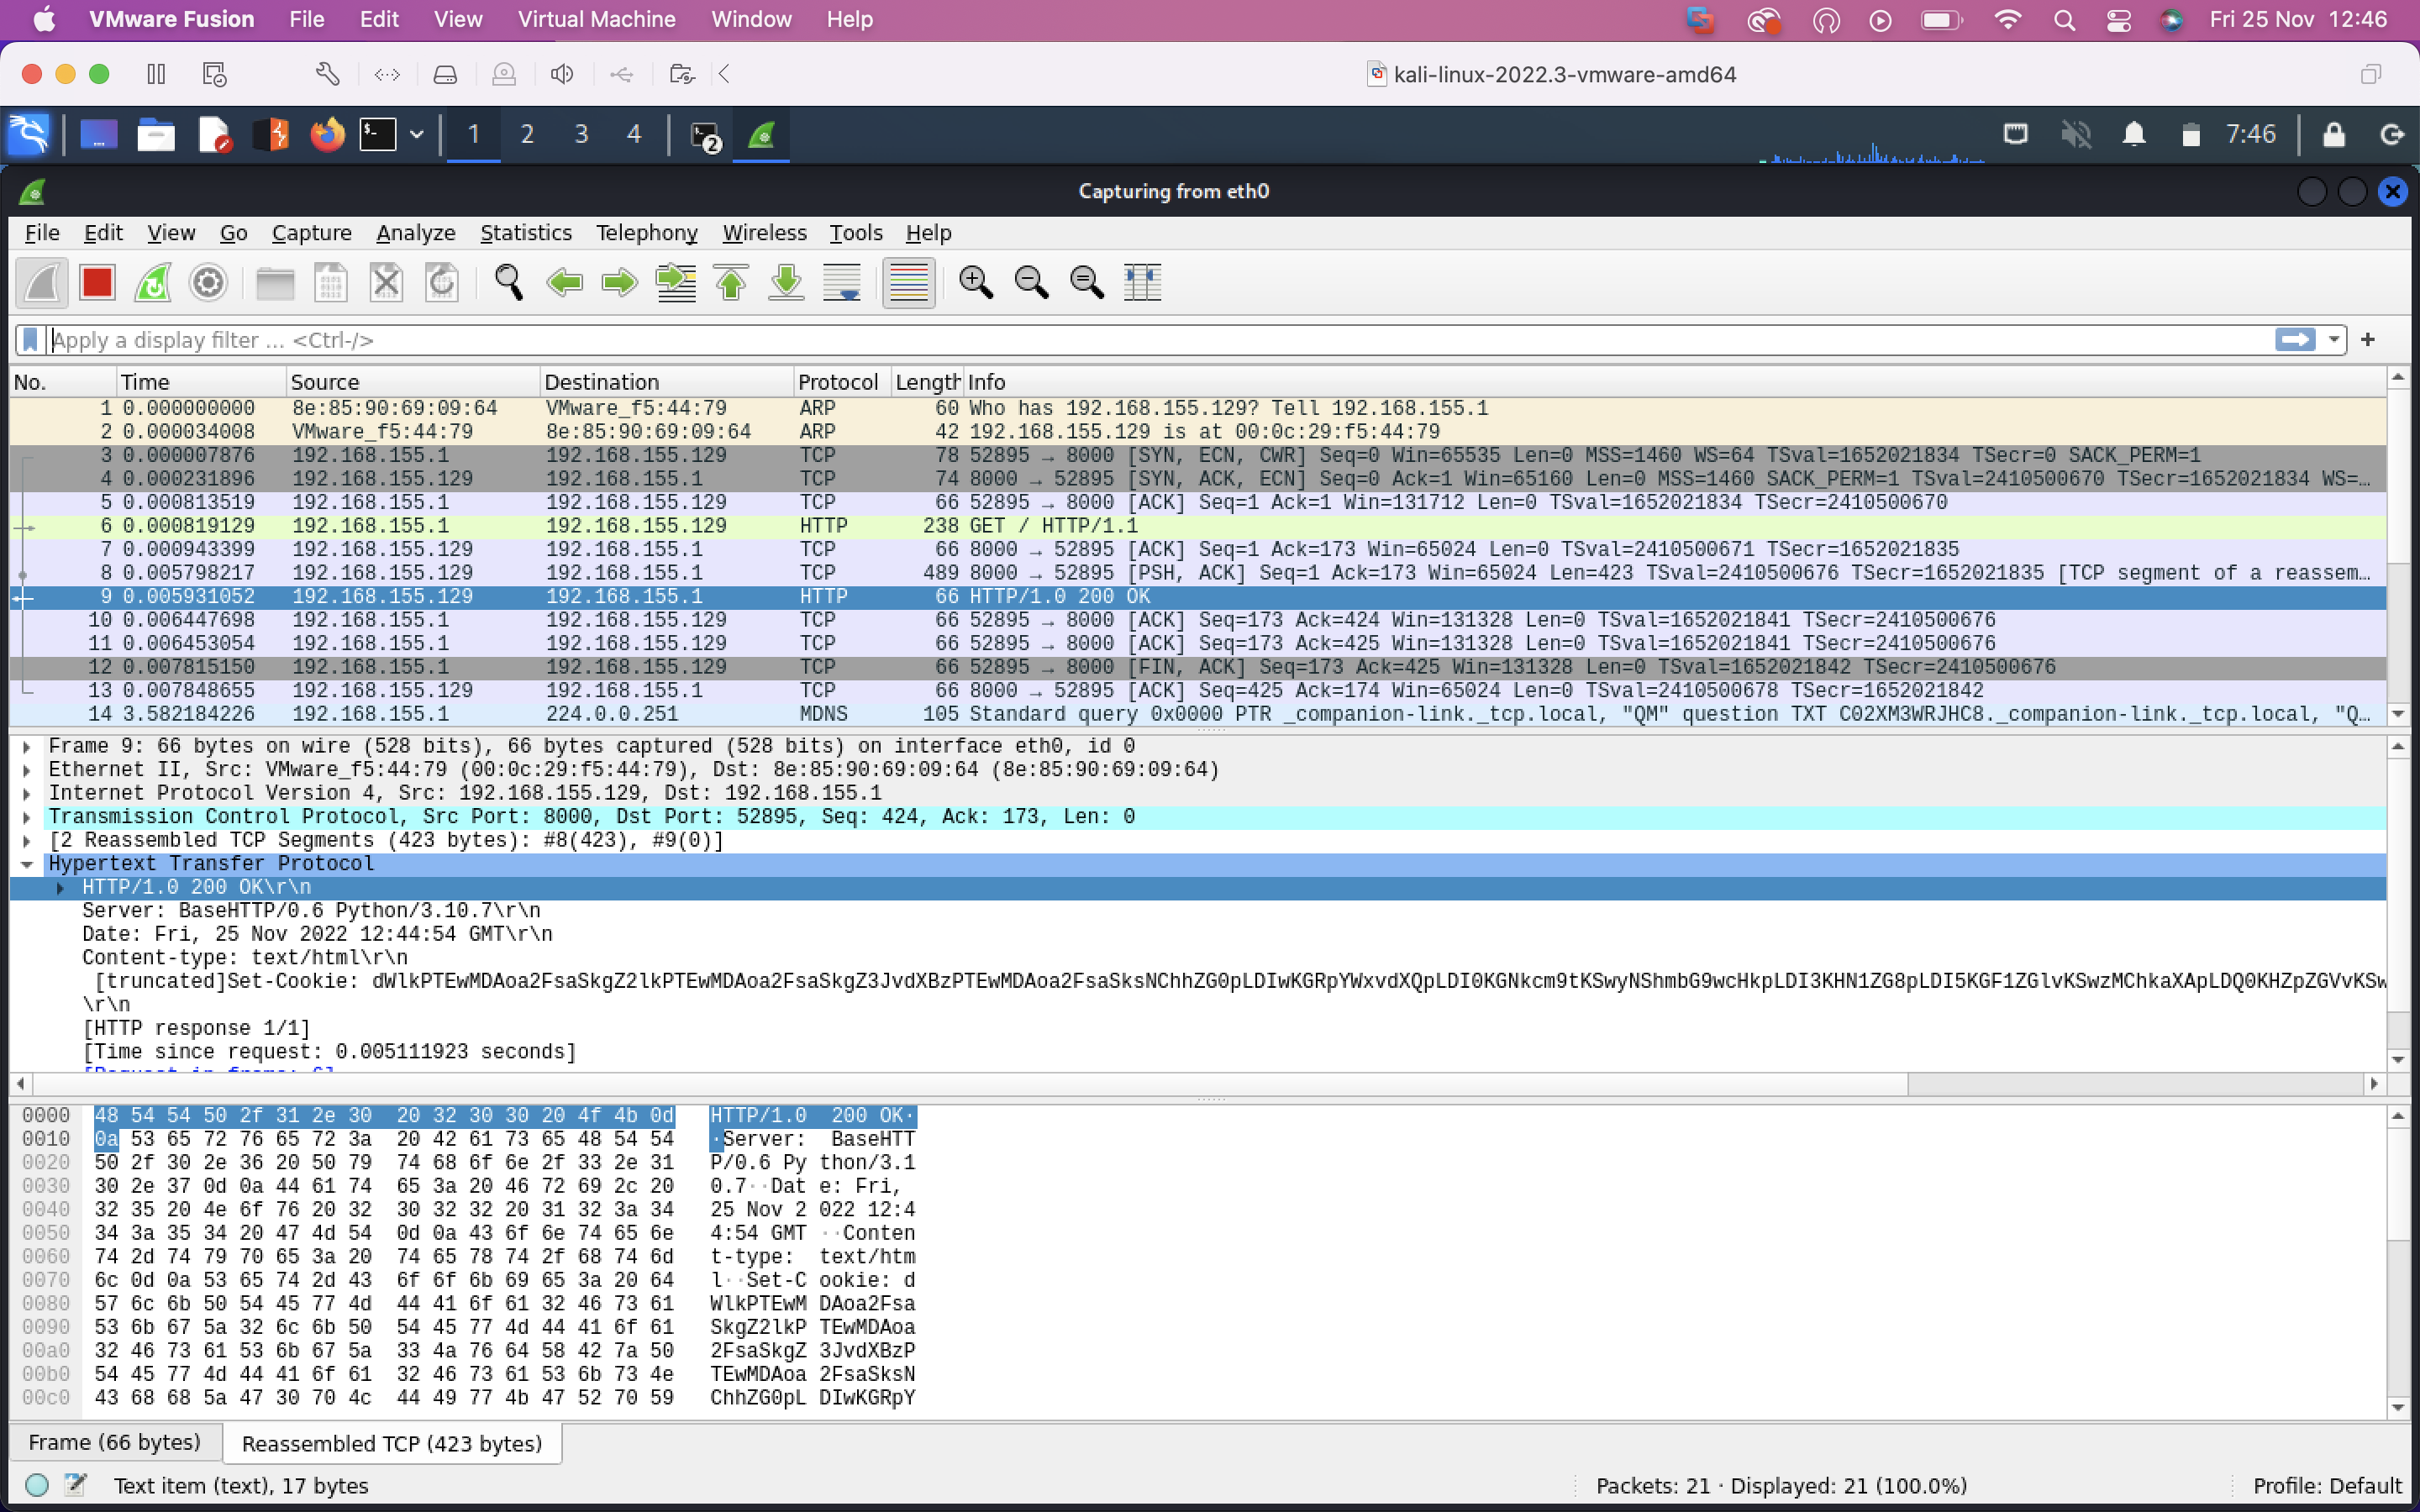 VMware Fusion File Edit View Virtual Machine Window Help Fri 25 Nov 12:46
kali-linux-2022.3-vmware-amd64
1 2 3 4 2 7:46
Capturing from eth0
File Edit View Go Capture Analyze Statistics Telephony Wireless Tools Help
Apply a display filter ... <Ctrl-/>
No. Time Source Destination Protocol Length Info
1 0.000000000 8e:85:90:69:09:64 VMware_f5:44:79 ARP 60 Who has 192.168.155.129? Tell 192.168.155.1
2 0.000034008 VMware_f5:44:79 8e:85:90:69:09:64 ARP 42 192.168.155.129 is at 00:0c:29:f5:44:79
3 0.000007876 192.168.155.1 192.168.155.129 TCP 78 52895 → 8000 [SYN, ECN, CWR] Seq=0 Win=65535 Len=0 MSS=1460 WS=64 TSval=1652021834 TSecr=0 SACK_PERM=1
4 0.000231896 192.168.155.129 192.168.155.1 TCP 74 8000 → 52895 [SYN, ACK, ECN] Seq=0 Ack=1 Win=65160 Len=0 MSS=1460 SACK_PERM=1 TSval=2410500670 TSecr=1652021834 WS=…
5 0.000813519 192.168.155.1 192.168.155.129 TCP 66 52895 → 8000 [ACK] Seq=1 Ack=1 Win=131712 Len=0 TSval=1652021834 TSecr=2410500670
6 0.000819129 192.168.155.1 192.168.155.129 HTTP 238 GET / HTTP/1.1
7 0.000943399 192.168.155.129 192.168.155.1 TCP 66 8000 → 52895 [ACK] Seq=1 Ack=173 Win=65024 Len=0 TSval=2410500671 TSecr=1652021835
8 0.005798217 192.168.155.129 192.168.155.1 TCP 489 8000 → 52895 [PSH, ACK] Seq=1 Ack=173 Win=65024 Len=423 TSval=2410500676 TSecr=1652021835 [TCP segment of a reassem…
9 0.005931052 192.168.155.129 192.168.155.1 HTTP 66 HTTP/1.0 200 OK
10 0.006447698 192.168.155.1 192.168.155.129 TCP 66 52895 → 8000 [ACK] Seq=173 Ack=424 Win=131328 Len=0 TSval=1652021841 TSecr=2410500676
11 0.006453054 192.168.155.1 192.168.155.129 TCP 66 52895 → 8000 [ACK] Seq=173 Ack=425 Win=131328 Len=0 TSval=1652021841 TSecr=2410500676
12 0.007815150 192.168.155.1 192.168.155.129 TCP 66 52895 → 8000 [FIN, ACK] Seq=173 Ack=425 Win=131328 Len=0 TSval=1652021842 TSecr=2410500676
13 0.007848655 192.168.155.129 192.168.155.1 TCP 66 8000 → 52895 [ACK] Seq=425 Ack=174 Win=65024 Len=0 TSval=2410500678 TSecr=1652021842
14 3.582184226 192.168.155.1 224.0.0.251 MDNS 105 Standard query 0x0000 PTR _companion-link._tcp.local, "QM" question TXT C02XM3WRJHC8._companion-link._tcp.local, "Q…
Frame 9: 66 bytes on wire (528 bits), 66 bytes captured (528 bits) on interface eth0, id 0
Ethernet II, Src: VMware_f5:44:79 (00:0c:29:f5:44:79), Dst: 8e:85:90:69:09:64 (8e:85:90:69:09:64)
Internet Protocol Version 4, Src: 192.168.155.129, Dst: 192.168.155.1
Transmission Control Protocol, Src Port: 8000, Dst Port: 52895, Seq: 424, Ack: 173, Len: 0
[2 Reassembled TCP Segments (423 bytes): #8(423), #9(0)]
Hypertext Transfer Protocol
HTTP/1.0 200 OK\r\n
Server: BaseHTTP/0.6 Python/3.10.7\r\n
Date: Fri, 25 Nov 2022 12:44:54 GMT\r\n
Content-type: text/html\r\n
[truncated]Set-Cookie: dWlkPTEwMDAoa2FsaSkgZ2lkPTEwMDAoa2FsaSkgZ3JvdXBzPTEwMDAoa2FsaSksNChhZG0pLDIwKGRpYWxvdXQpLDI0KGNkcm9tKSwyNShmbG9wcHkpLDI3KHN1ZG8pLDI5KGF1ZGlvKSwzMChkaXApLDQ0KHZpZGVvKSw
\r\n
[HTTP response 1/1]
[Time since request: 0.005111923 seconds]
[Request in frame: 6]
0000 48 54 54 50 2f 31 2e 30 20 32 30 30 20 4f 4b 0d HTTP/1.0 200 OK·
0010 0a 53 65 72 76 65 72 3a 20 42 61 73 65 48 54 54 ·Server: BaseHTT
0020 50 2f 30 2e 36 20 50 79 74 68 6f 6e 2f 33 2e 31 P/0.6 Py thon/3.1
0030 30 2e 37 0d 0a 44 61 74 65 3a 20 46 72 69 2c 20 0.7··Dat e: Fri,
0040 32 35 20 4e 6f 76 20 32 30 32 32 20 31 32 3a 34 25 Nov 2 022 12:4
0050 34 3a 35 34 20 47 4d 54 0d 0a 43 6f 6e 74 65 6e 4:54 GMT ··Conten
0060 74 2d 74 79 70 65 3a 20 74 65 78 74 2f 68 74 6d t-type: text/htm
0070 6c 0d 0a 53 65 74 2d 43 6f 6f 6b 69 65 3a 20 64 l··Set-C ookie: d
0080 57 6c 6b 50 54 45 77 4d 44 41 6f 61 32 46 73 61 WlkPTEwM DAoa2Fsa
0090 53 6b 67 5a 32 6c 6b 50 54 45 77 4d 44 41 6f 61 SkgZ2lkP TEwMDAoa
00a0 32 46 73 61 53 6b 67 5a 33 4a 76 64 58 42 7a 50 2FsaSkgZ 3JvdXBzP
00b0 54 45 77 4d 44 41 6f 61 32 46 73 61 53 6b 73 4e TEwMDAoa 2FsaSksN
00c0 43 68 68 5a 47 30 70 4c 44 49 77 4b 47 52 70 59 ChhZG0pL DIwKGRpY
Frame (66 bytes) Reassembled TCP (423 bytes)
Text item (text), 17 bytes Packets: 21 · Displayed: 21 (100.0%) Profile: Default